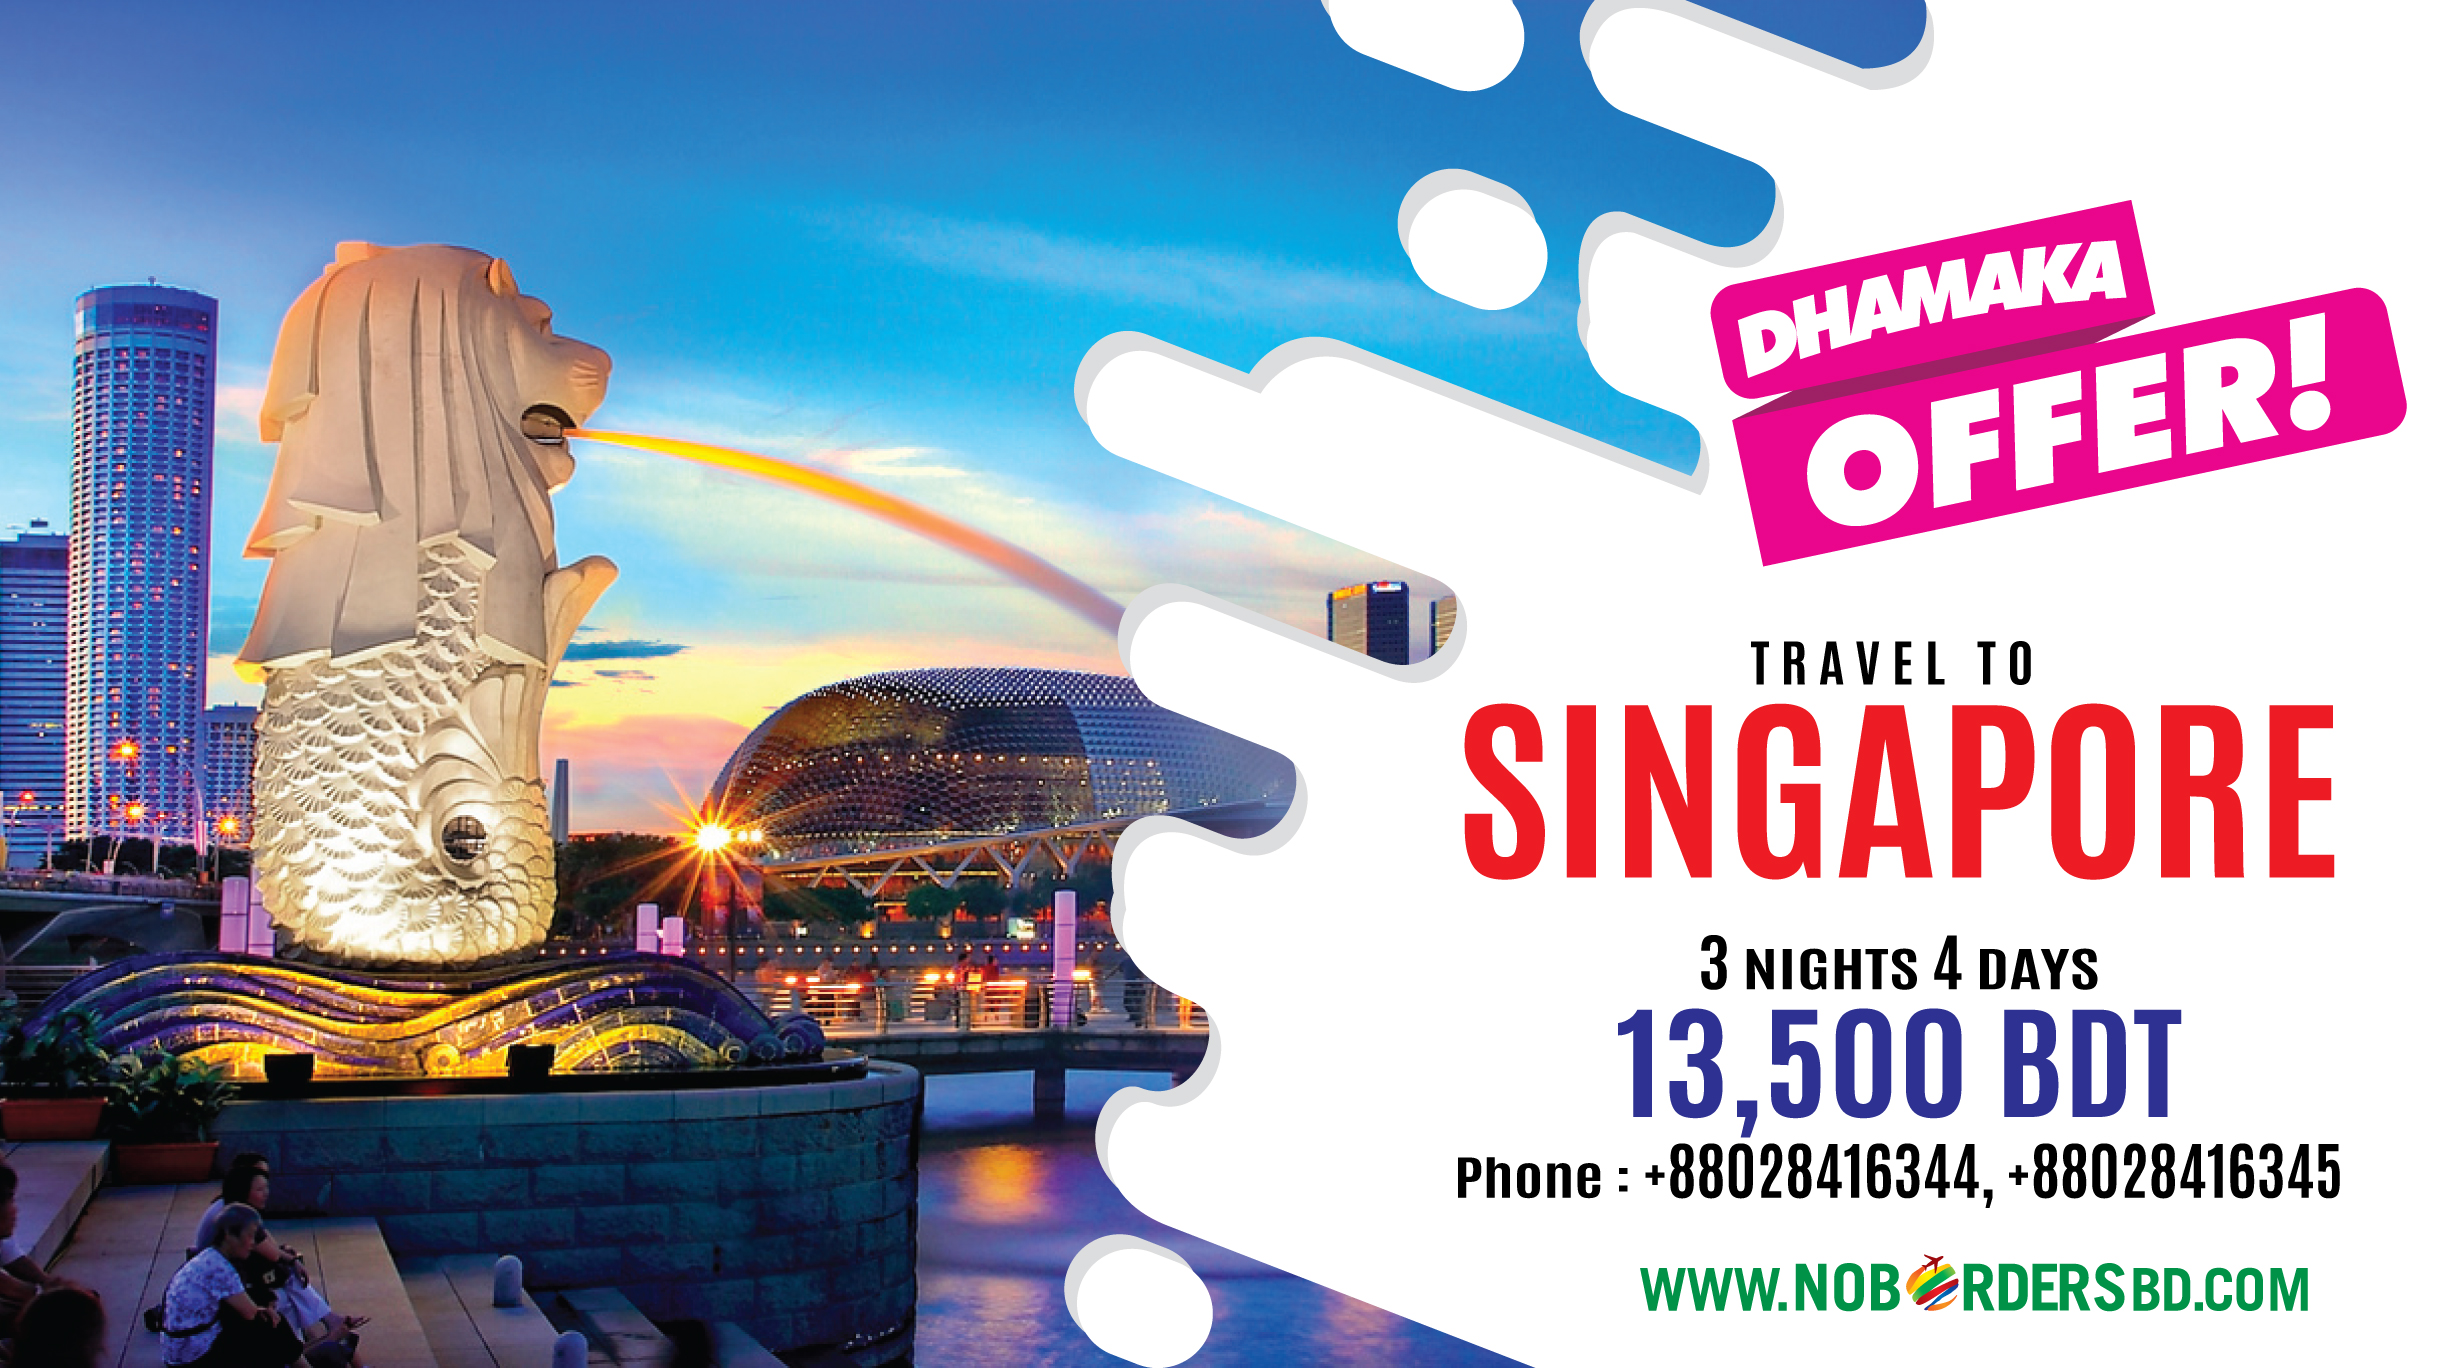 DHAMAKA
OFFER!
TRAVEL TO
SINGAPORE
3 NIGHTS 4 DAYS
13,500 BDT
Phone : +88028416344, +88028416345
WWW.NOBORDERSBD.COM